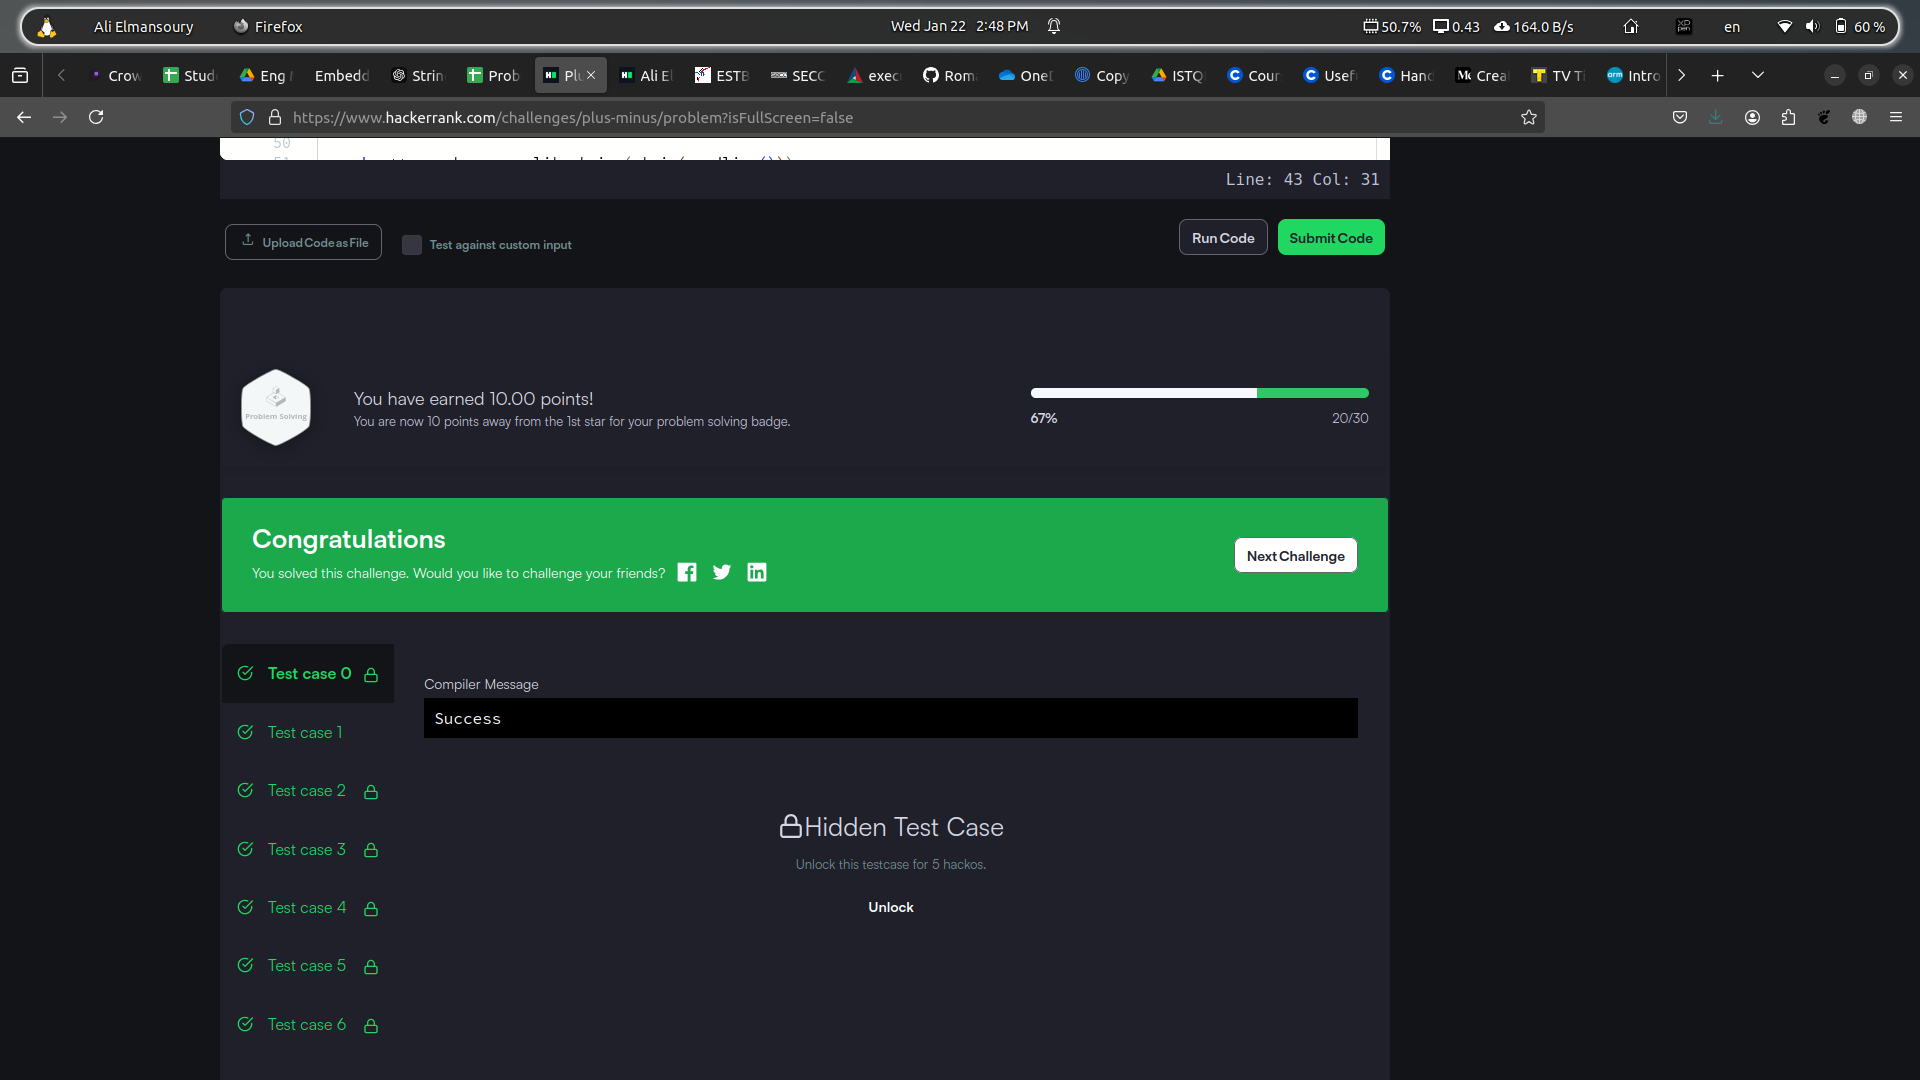 Ali Elmansoury Firefox Wed Jan 22 2:48 PM 50.7% 0.43 164.0 B/s en 60 %
Crow Stud Eng Embedd Strin Prob Plu Ali El ESTB SECC exec Rom OneD Copy ISTQ Cour Usef Hand Crea TV Ti Intro
https://www.hackerrank.com/challenges/plus-minus/problem?isFullScreen=false
50
Line: 43 Col: 31
Upload Code as File Test against custom input Run Code Submit Code
You have earned 10.00 points!
Problem Solving
You are now 10 points away from the 1st star for your problem solving badge.
67% 20/30
Congratulations
You solved this challenge. Would you like to challenge your friends?
Next Challenge
Test case 0
Test case 1
Test case 2
Test case 3
Test case 4
Test case 5
Test case 6
Compiler Message
Success
Hidden Test Case
Unlock this testcase for 5 hackos.
Unlock